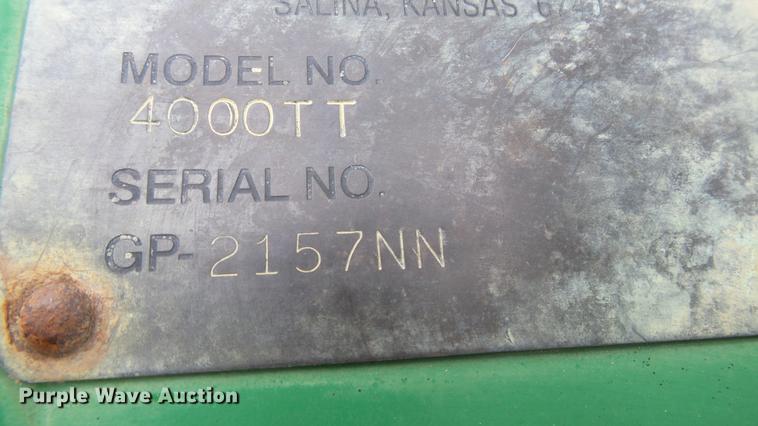 SALINA, KANSAS
MODEL NO.
4000TT
SERIAL NO.
GP-2157NN
Purple Wave Auction